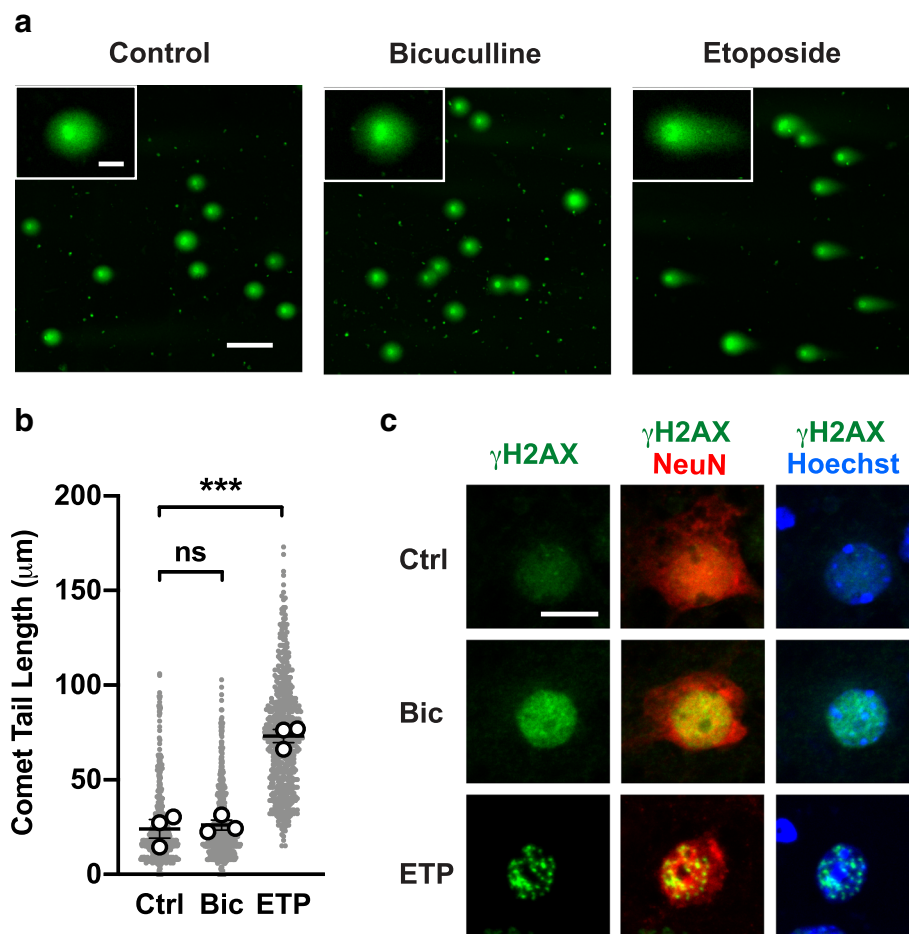 a
Control
Bicuculline
Etoposide
b
200
150
100
50
0
Comet Tail Length (μm)
***
ns
Ctrl Bic ETP
c
γH2AX
γH2AX
NeuN
γH2AX
Hoechst
Ctrl
Bic
ETP